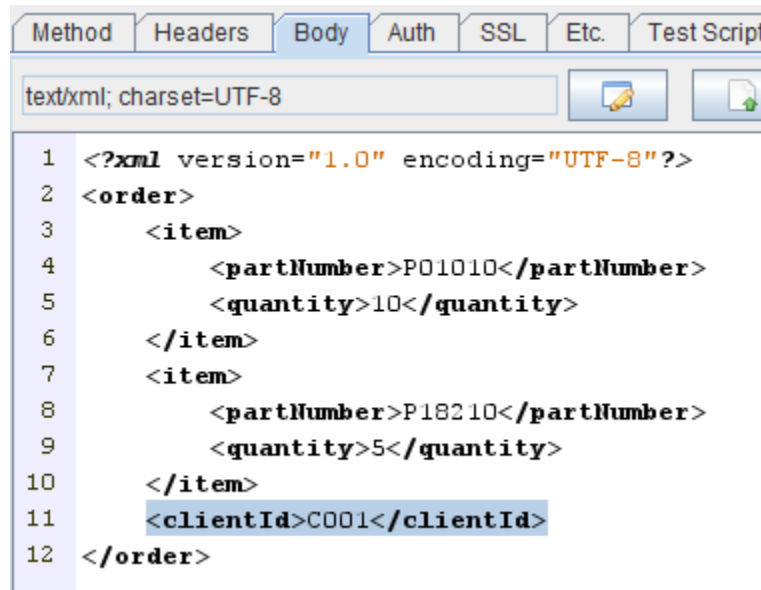 Method Headers Body Auth SSL Etc. Test Script
text/xml; charset=UTF-8
1 <?xml version="1.0" encoding="UTF-8"?>
2 <order>
3 <item>
4 <partNumber>P01010</partNumber>
5 <quantity>10</quantity>
6 </item>
7 <item>
8 <partNumber>P18210</partNumber>
9 <quantity>5</quantity>
10 </item>
11 <clientId>C001</clientId>
12 </order>